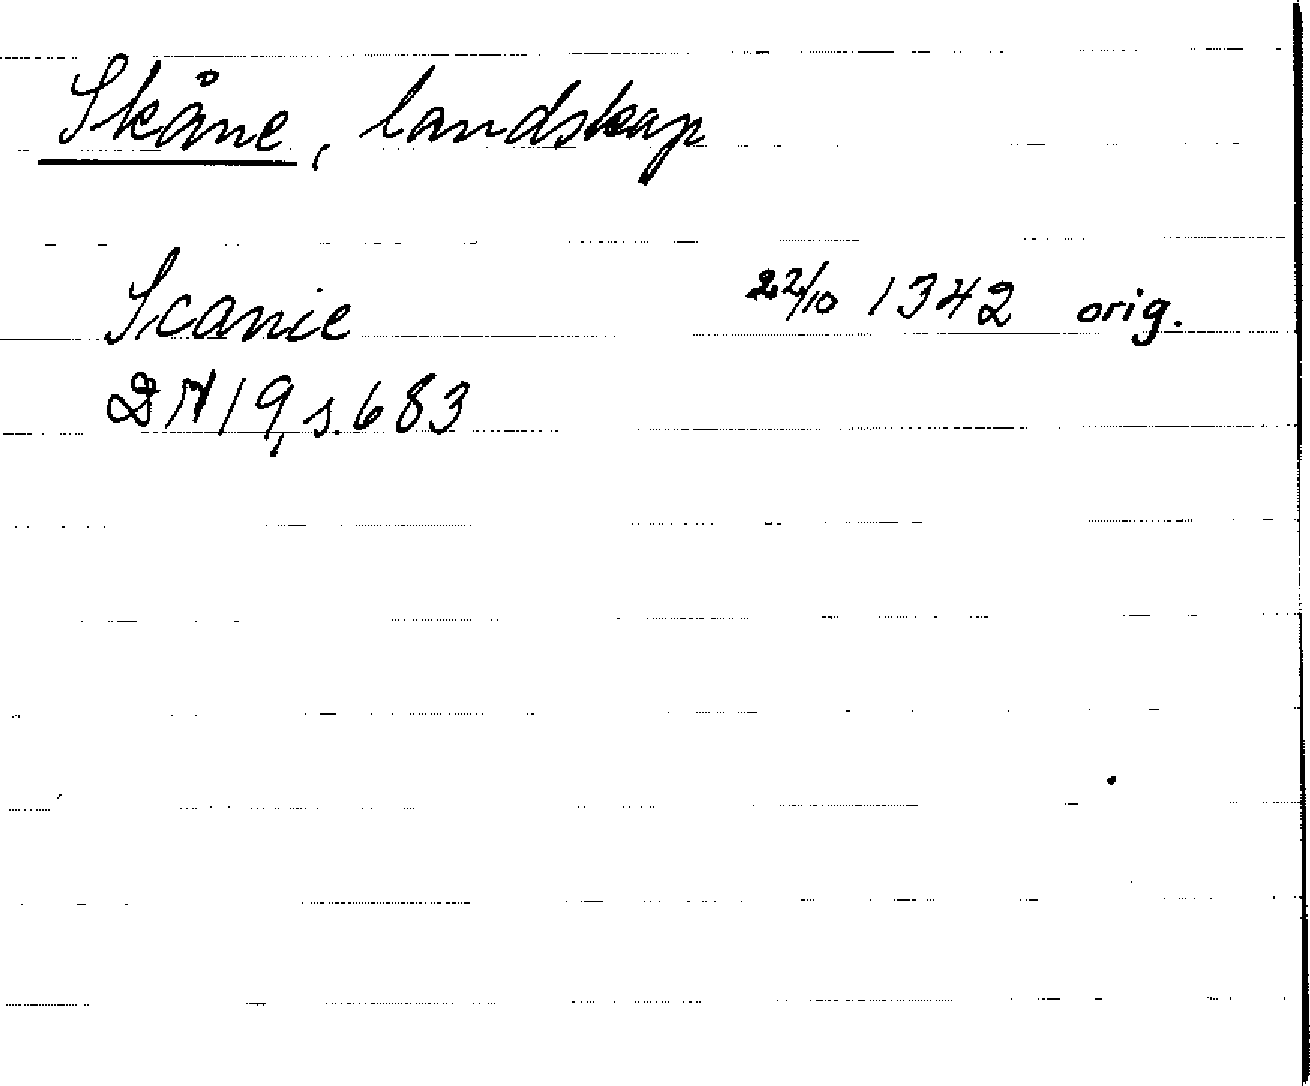 Skåne, landskap
Scanie 22/10 1342 orig.
DN 19, s. 683